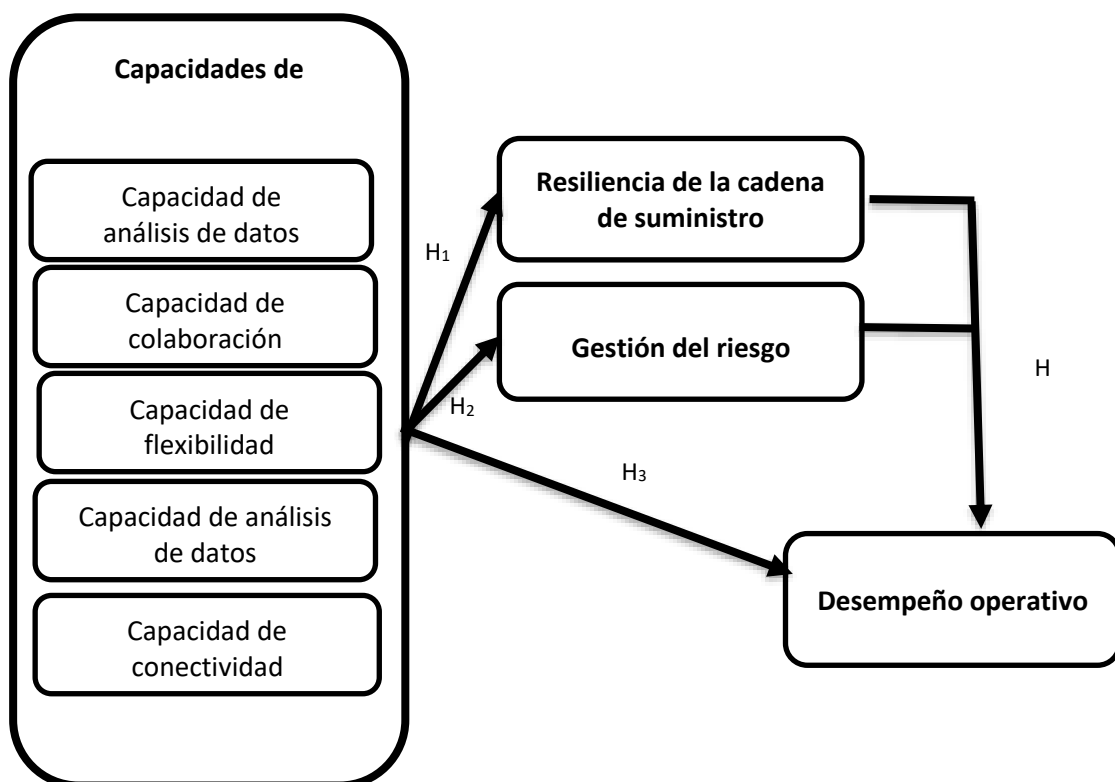 Capacidades de
Capacidad de
análisis de datos
Capacidad de
colaboración
Capacidad de
flexibilidad
Capacidad de análisis
de datos
Capacidad de
conectividad
H₁
H₂
H₃
Resiliencia de la cadena
de suministro
Gestión del riesgo
H
Desempeño operativo